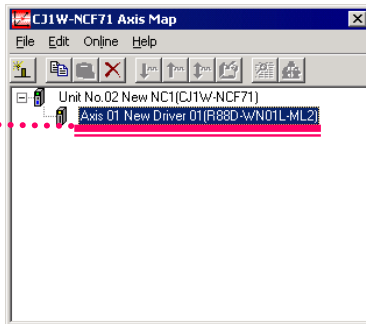 CJ1W-NCF71 Axis Map
File Edit Online Help
Unit No.02 New NC1(CJ1W-NCF71)
Axis 01 New Driver 01(R88D-WN01L-ML2)